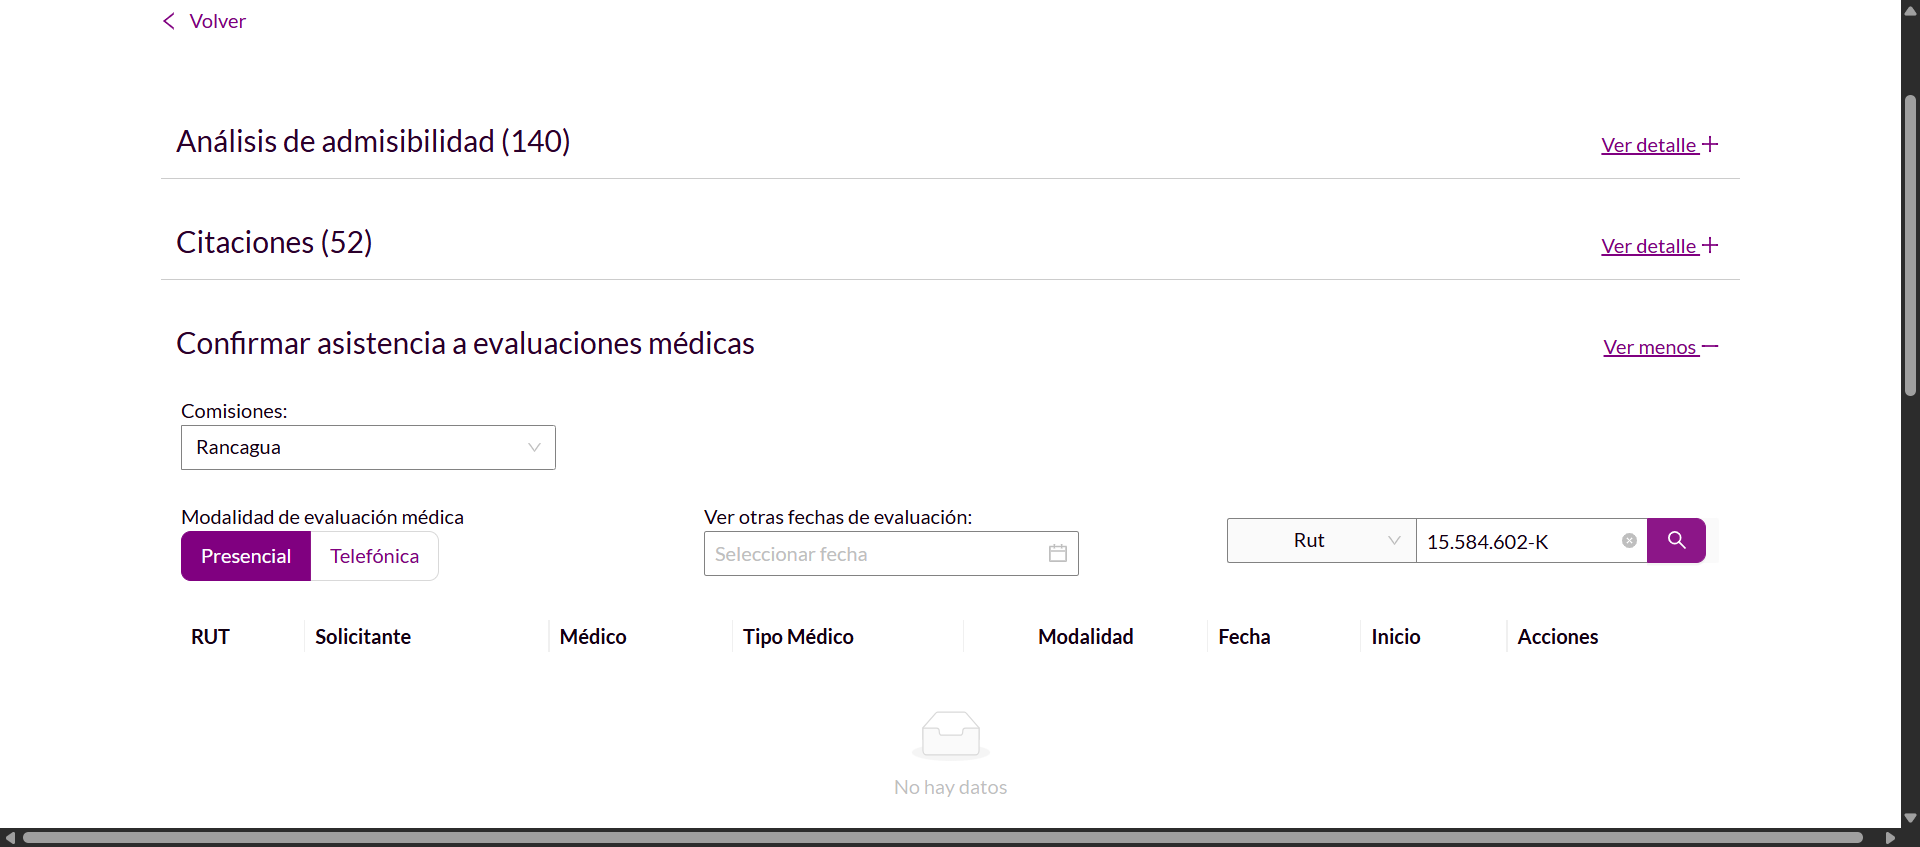 Volver
Análisis de admisibilidad (140)
Ver detalle
Citaciones (52)
Ver detalle
Confirmar asistencia a evaluaciones médicas
Ver menos
Comisiones:
Rancagua
Modalidad de evaluación médica
Presencial Telefónica
Ver otras fechas de evaluación:
Seleccionar fecha
Rut 15.584.602-K
RUT Solicitante Médico Tipo Médico Modalidad Fecha Inicio Acciones
No hay datos